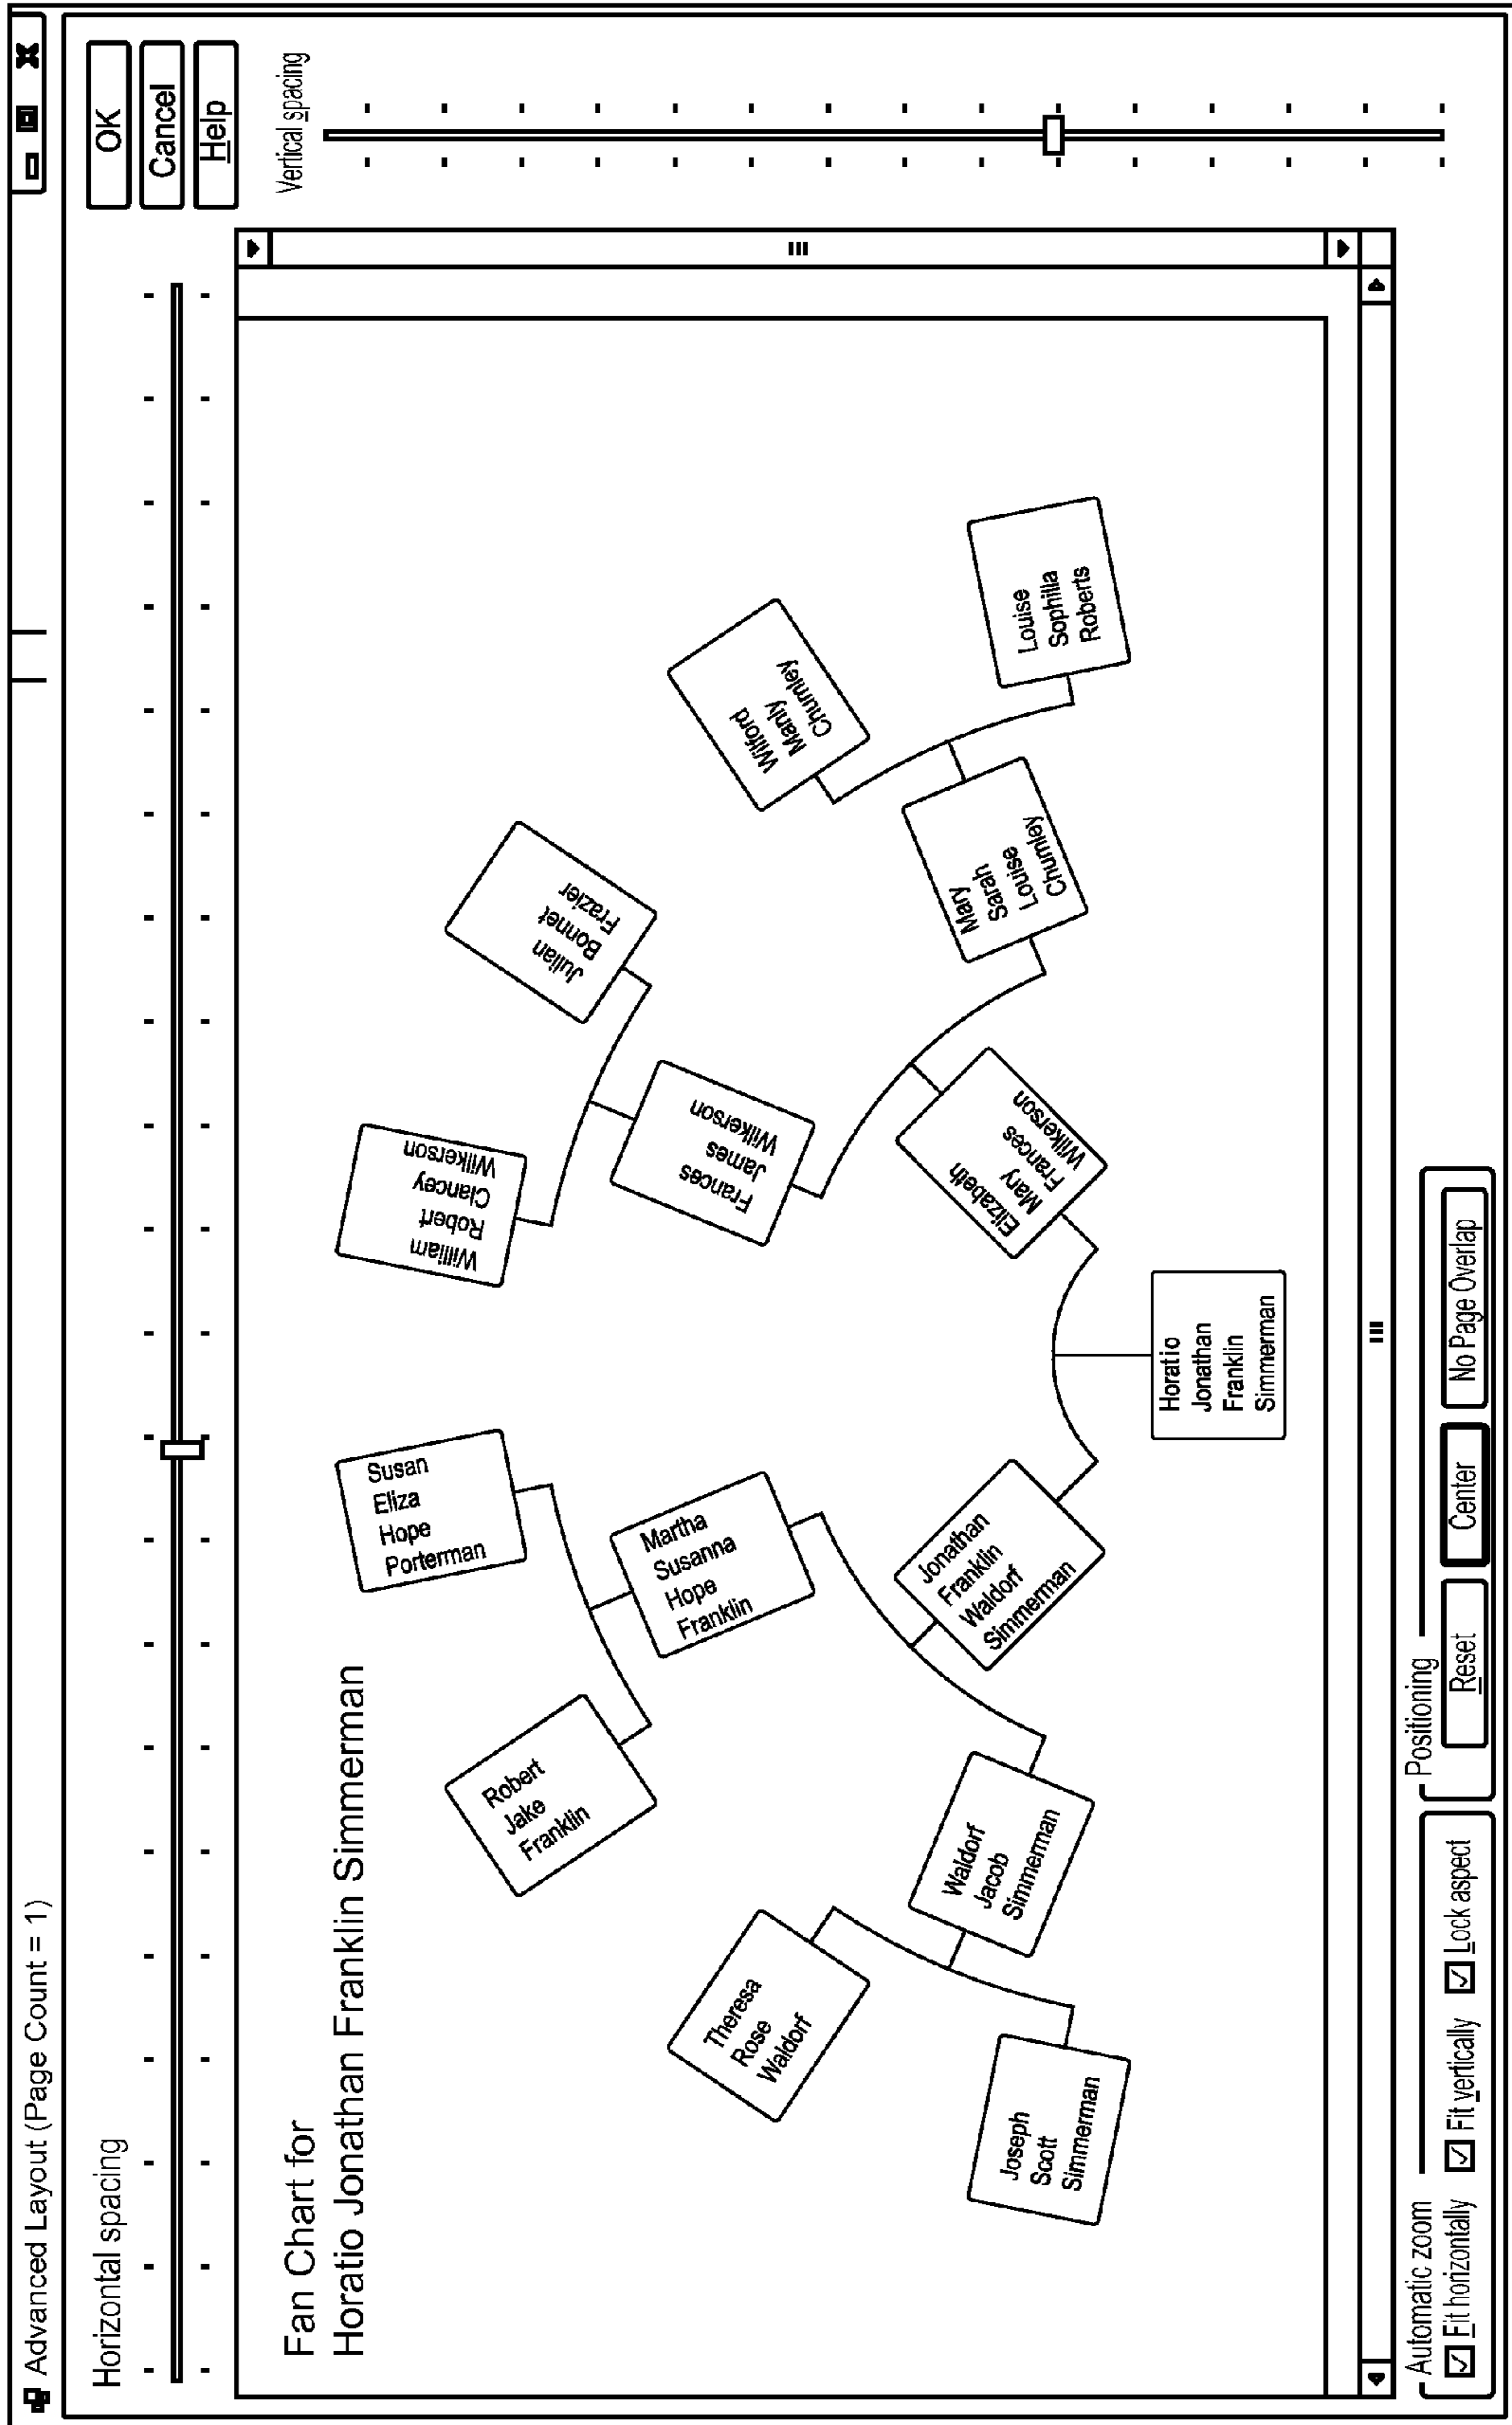 Advanced Layout (Page Count = 1)
Horizontal spacing
OK
Cancel
Help
Vertical spacing
Fan Chart for
Horatio Jonathan Franklin Simmerman
Joseph
Scott
Simmerman
Theresa
Rose
Waldorf
Waldorf
Jacob
Simmerman
Robert
Jake
Franklin
Susan
Eliza
Hope
Porterman
Martha
Susanna
Hope
Franklin
Jonathan
Franklin
Waldorf
Simmerman
Horatio
Jonathan
Franklin
Simmerman
Elizabeth
Mary
Frances
Wilkerson
William
Robert
Clancey
Wilkerson
Frances
James
Wilkerson
Julian
Bonnet
Frazier
Wilford
Manly
Chumley
Mary
Sarah
Louise
Chumley
Louise
Sophilla
Roberts
Automatic zoom
Fit horizontally
Fit vertically
Lock aspect
Positioning
Reset
Center
No Page Overlap